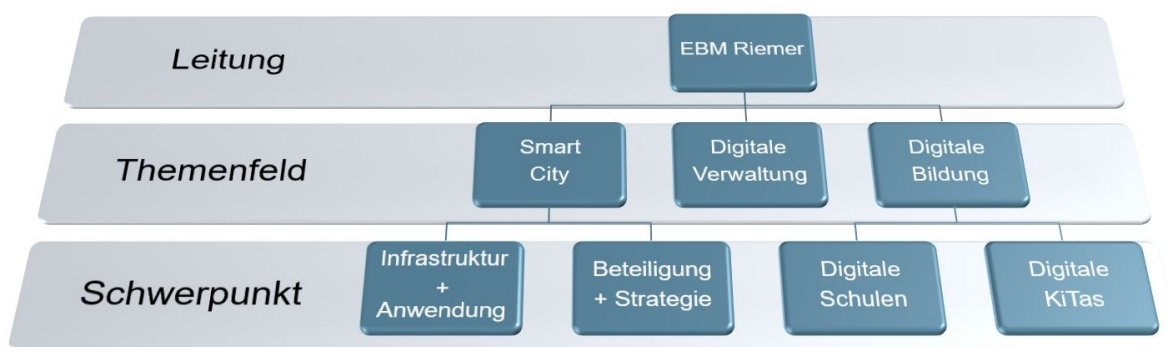 Leitung
EBM Riemer
Themenfeld
Smart
City
Digitale
Verwaltung
Digitale
Bildung
Schwerpunkt
Infrastruktur
+
Anwendung
Beteiligung
+ Strategie
Digitale
Schulen
Digitale
KiTas